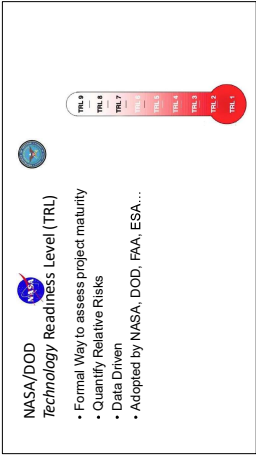 NASA/DOD
Technology Readiness Level (TRL)
NASA
• Formal Way to assess project maturity
• Quantify Relative Risks
• Data Driven
• Adopted by NASA, DOD, FAA, ESA…
TRL 9
TRL 8
TRL 7
TRL 6
TRL 5
TRL 4
TRL 3
TRL 2
TRL 1